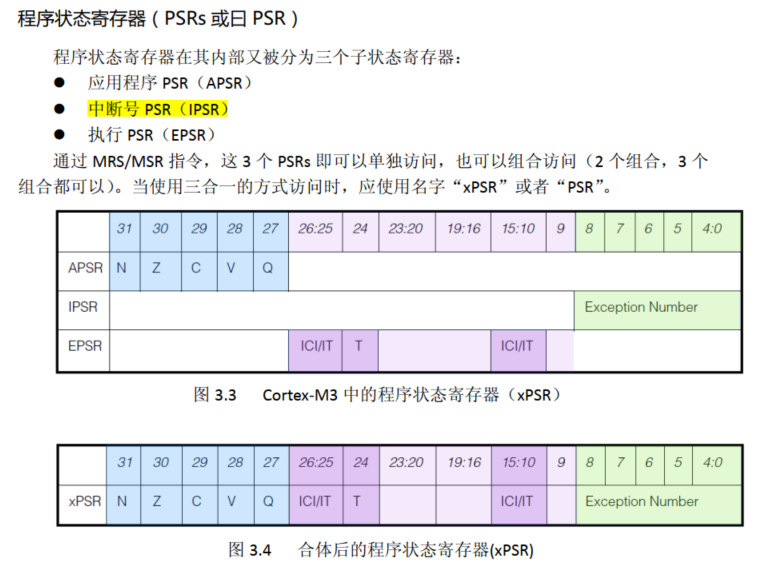 程序状态寄存器（PSRs 或曰 PSR）
程序状态寄存器在其内部又被分为三个子状态寄存器：
● 应用程序 PSR（APSR）
● 中断号 PSR（IPSR）
● 执行 PSR（EPSR）
通过 MRS/MSR 指令，这 3 个 PSRs 即可以单独访问，也可以组合访问（2 个组合，3 个
组合都可以）。当使用三合一的方式访问时，应使用名字“xPSR”或者“PSR”。
31 30 29 28 27 26:25 24 23:20 19:16 15:10 9 8 7 6 5 4:0
APSR N Z C V Q
IPSR Exception Number
EPSR ICI/IT T ICI/IT
图 3.3 Cortex-M3 中的程序状态寄存器（xPSR）
31 30 29 28 27 26:25 24 23:20 19:16 15:10 9 8 7 6 5 4:0
xPSR N Z C V Q ICI/IT T ICI/IT Exception Number
图 3.4 合体后的程序状态寄存器(xPSR)